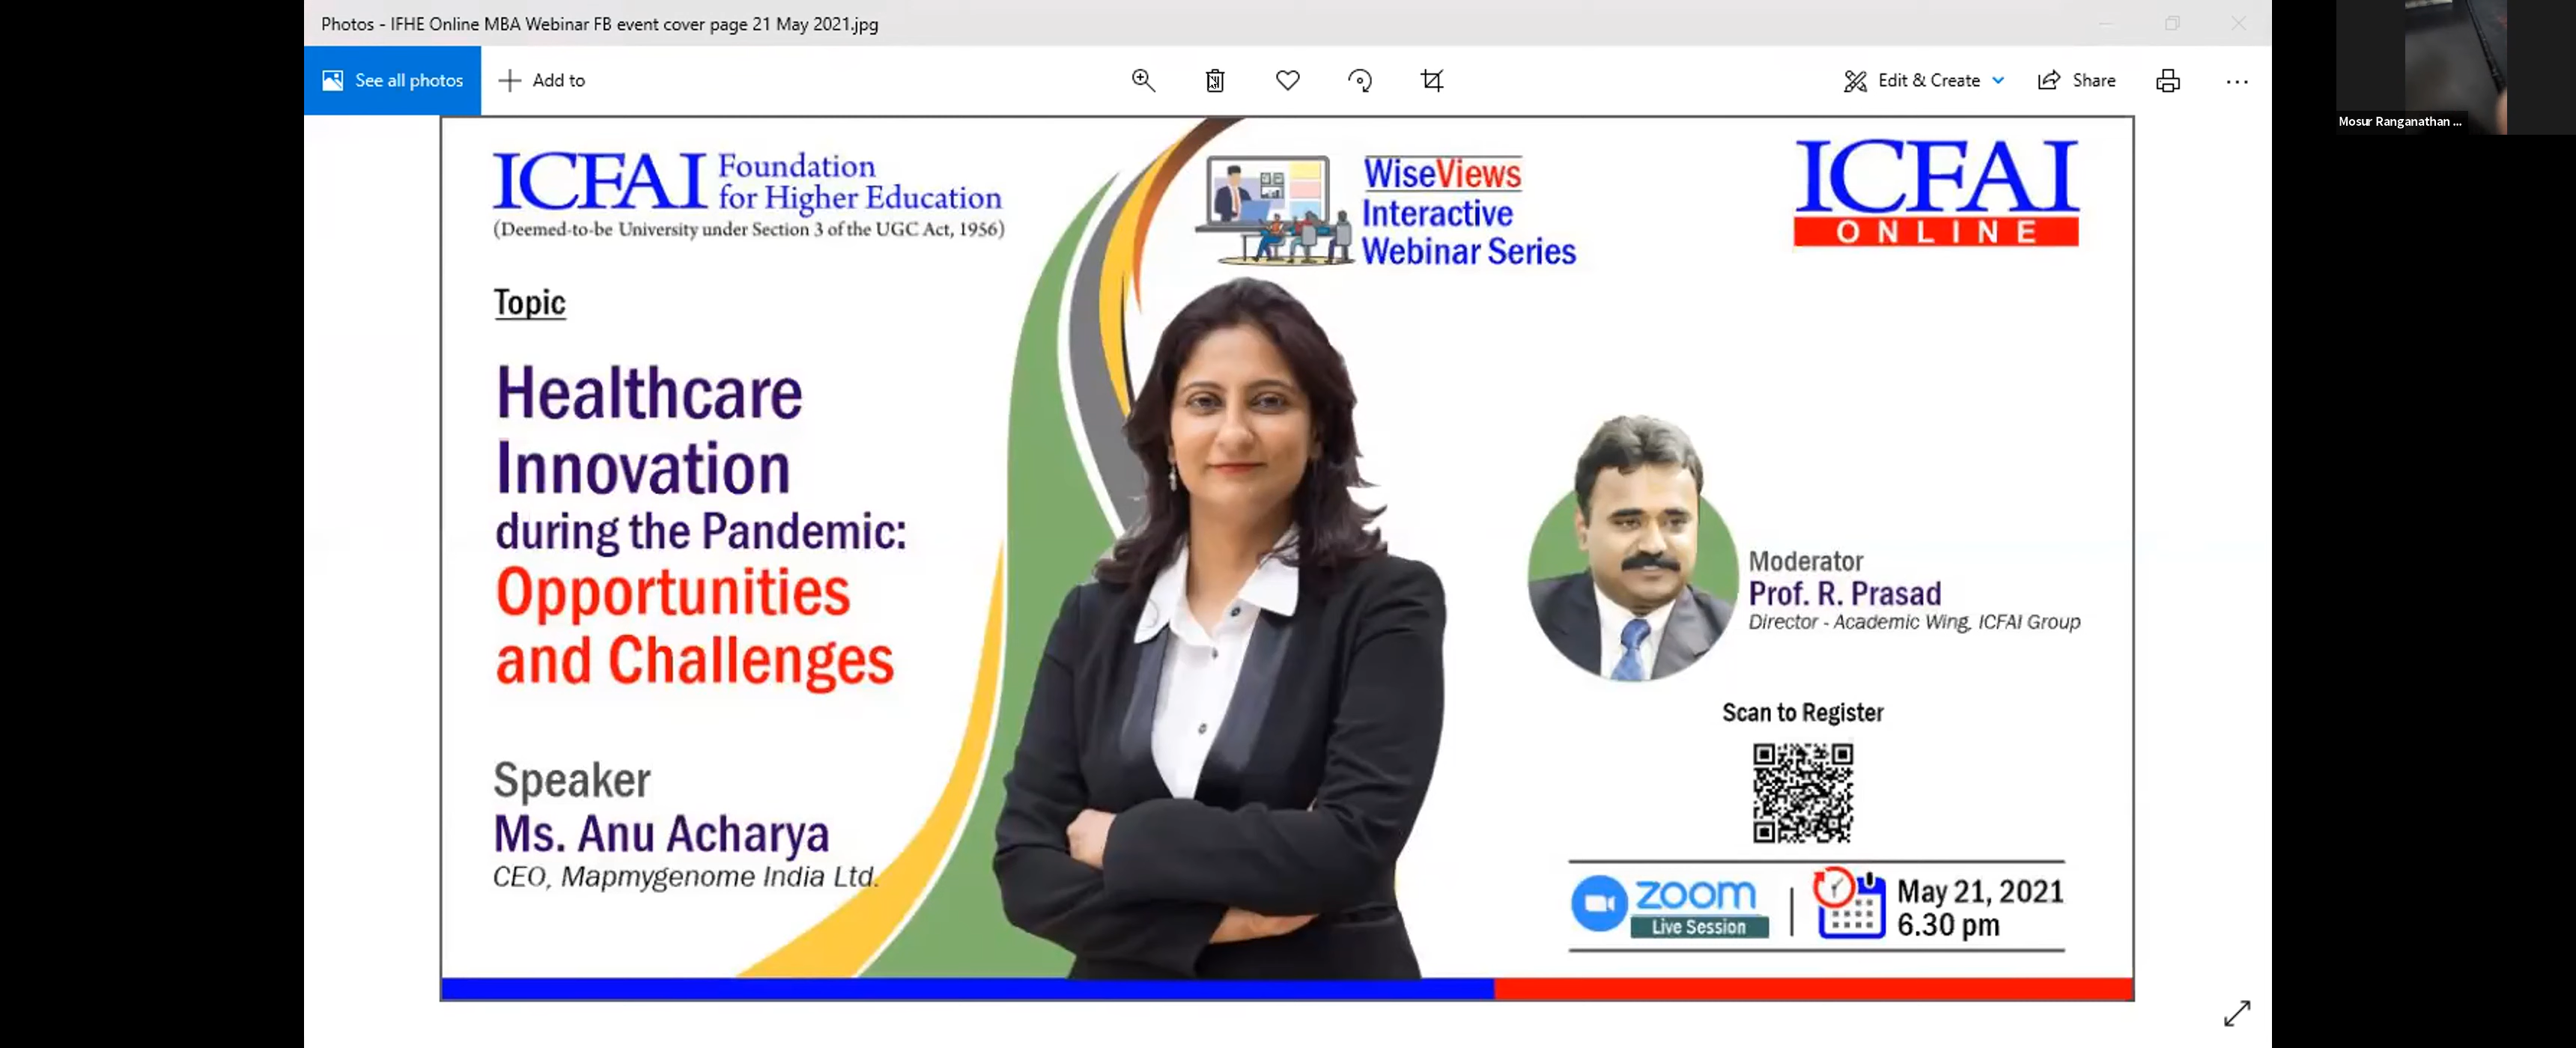 Photos - IFHE Online MBA Webinar FB event cover page 21 May 2021.jpg
See all photos
Add to
Edit & Create
Share
Mosur Ranganathan ...
ICFAI Foundation
for Higher Education
(Deemed-to-be University under Section 3 of the UGC Act, 1956)
WiseViews
Interactive
Webinar Series
ICFAI
ONLINE
Topic
Healthcare
Innovation
during the Pandemic:
Opportunities
and Challenges
Speaker
Ms. Anu Acharya
CEO, Mapmygenome India Ltd.
Moderator
Prof. R. Prasad
Director - Academic Wing, ICFAI Group
Scan to Register
zoom
Live Session
May 21, 2021
6.30 pm